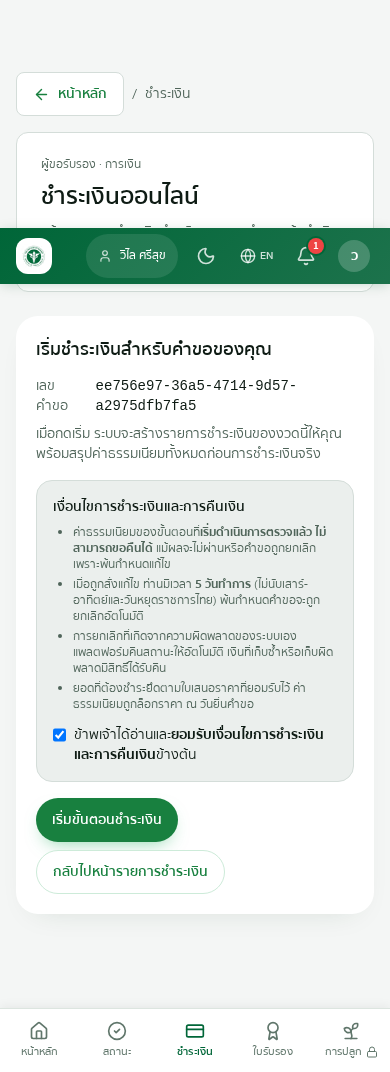 หน้าหลัก / ชำระเงิน
ผู้ขอรับรอง · การเงิน
ชำระเงินออนไลน์
วิไล ศรีสุข
EN
1
ว
เริ่มชำระเงินสำหรับคำขอของคุณ
เลข
คำขอ
ee756e97-36a5-4714-9d57-
a2975dfb7fa5
เมื่อกดเริ่ม ระบบจะสร้างรายการชำระเงินของงวดนี้ให้คุณ
พร้อมสรุปค่าธรรมเนียมทั้งหมดก่อนการชำระเงินจริง
เงื่อนไขการชำระเงินและการคืนเงิน
ค่าธรรมเนียมของขั้นตอนที่เริ่มดำเนินการตรวจแล้ว ไม่
สามารถขอคืนได้ แม้ผลจะไม่ผ่านหรือคำขอถูกยกเลิก
เพราะพ้นกำหนดแก้ไข
เมื่อถูกสั่งแก้ไข ท่านมีเวลา 5 วันทำการ (ไม่นับเสาร์-
อาทิตย์และวันหยุดราชการไทย) พ้นกำหนดคำขอจะถูก
ยกเลิกอัตโนมัติ
การยกเลิกที่เกิดจากความผิดพลาดของระบบเอง
แพลตฟอร์มคืนสถานะให้อัตโนมัติ เงินที่เก็บซ้ำหรือเก็บผิด
พลาดมีสิทธิ์ได้รับคืน
ยอดที่ต้องชำระยึดตามใบเสนอราคาที่ยอมรับไว้ ค่า
ธรรมเนียมถูกล็อกราคา ณ วันยื่นคำขอ
ข้าพเจ้าได้อ่านและยอมรับเงื่อนไขการชำระเงิน
และการคืนเงินข้างต้น
เริ่มขั้นตอนชำระเงิน
กลับไปหน้ารายการชำระเงิน
หน้าหลัก
สถานะ
ชำระเงิน
ใบรับรอง
การปลูก